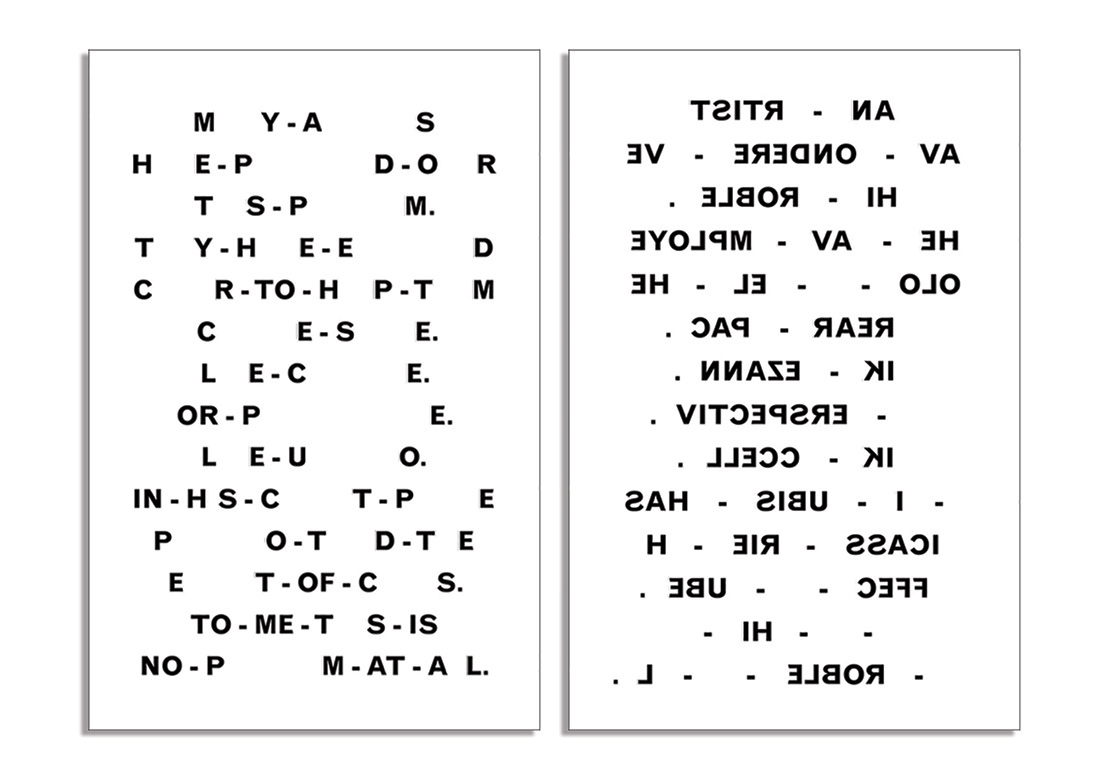 M Y-A S
H E-P D-O R
T S-P M.
T Y-H E-E D
C R-TO-H P-T M
C E-S E.
L E-C E.
OR-P E.
L E-U O.
IN-H S-C T-P E
P O-T D-T E
E T-OF-C S.
TO-ME-T S-IS
NO-P M-AT-A L.
AN - RTIST
AV - ONDERE - VE
HI - ROBLE .
HE - AV - MPLOYE
OLO - - EL - HE
REAR - PAC .
IK - EZANN .
- ERSPECTIV .
IK - CCELL .
- I - UBIS - HAS
ICASS - RIE - H
FFEC - - UBE .
- - HI -
- ROBLE - - L .